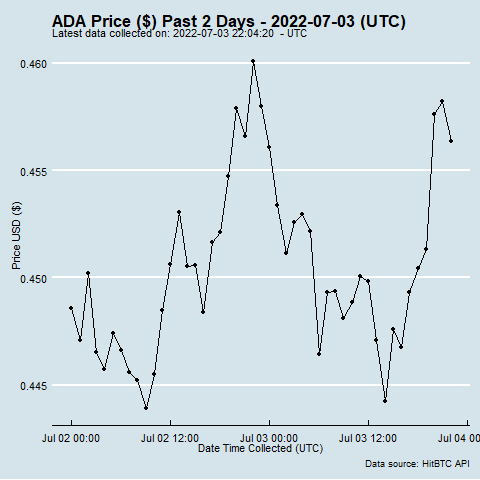 ADA Price ($) Past 2 Days - 2022-07-03 (UTC)
Latest data collected on: 2022-07-03 22:04:20 - UTC
0.460
0.455
0.450
0.445
Price USD ($)
Jul 02 00:00 Jul 02 12:00 Jul 03 00:00 Jul 03 12:00 Jul 04 00
Date Time Collected (UTC)
Data source: HitBTC API